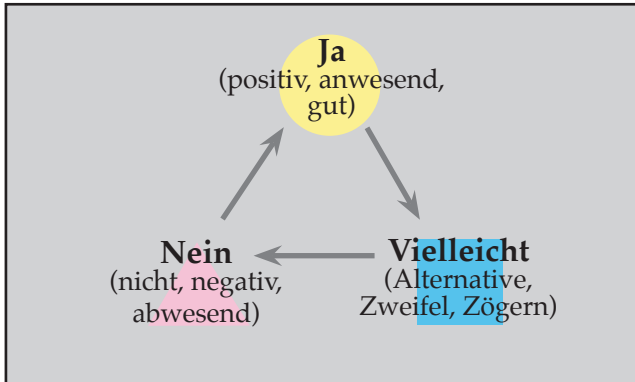 Ja
(positiv, anwesend,
gut)
Nein
(nicht, negativ,
abwesend)
Vielleicht
(Alternative,
Zweifel, Zögern)